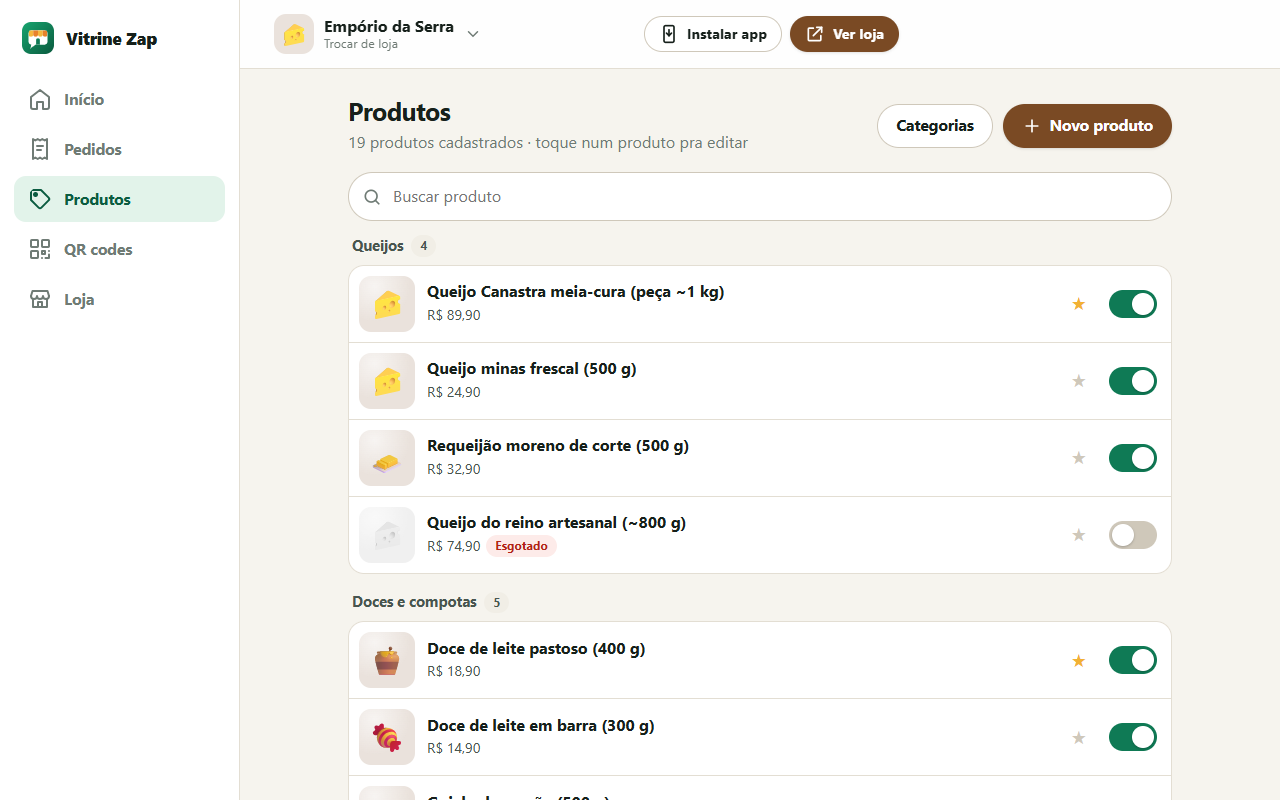 Vitrine Zap
Início
Pedidos
Produtos
QR codes
Loja
Empório da Serra
Trocar de loja
Instalar app
Ver loja
Produtos
19 produtos cadastrados · toque num produto pra editar
Categorias
Novo produto
Buscar produto
Queijos 4
Queijo Canastra meia-cura (peça ~1 kg)
R$ 89,90
Queijo minas frescal (500 g)
R$ 24,90
Requeijão moreno de corte (500 g)
R$ 32,90
Queijo do reino artesanal (~800 g)
R$ 74,90 Esgotado
Doces e compotas 5
Doce de leite pastoso (400 g)
R$ 18,90
Doce de leite em barra (300 g)
R$ 14,90